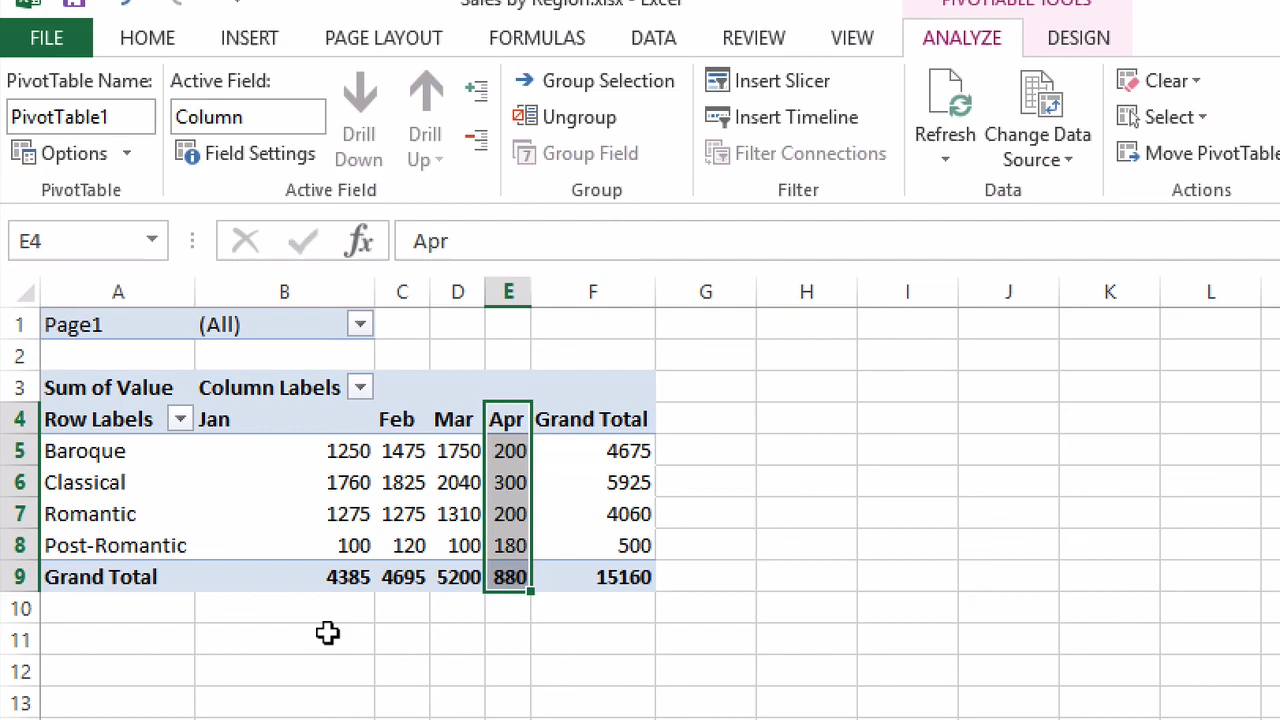 Sales by Region.xlsx - Excel
PIVOTTABLE TOOLS
FILE HOME INSERT PAGE LAYOUT FORMULAS DATA REVIEW VIEW ANALYZE DESIGN
PivotTable Name: Active Field: Group Selection Insert Slicer Clear
PivotTable1 Column Drill Down Drill Up Ungroup Insert Timeline Refresh Change Data Source Select
Options Field Settings 7 Group Field Filter Connections Move PivotTable
PivotTable Active Field Group Filter Data Actions
E4 fx Apr
A B C D E F G H I J K L
1 Page1 (All)
2
3 Sum of Value Column Labels
4 Row Labels Jan Feb Mar Apr Grand Total
5 Baroque 1250 1475 1750 200 4675
6 Classical 1760 1825 2040 300 5925
7 Romantic 1275 1275 1310 200 4060
8 Post-Romantic 100 120 100 180 500
9 Grand Total 4385 4695 5200 880 15160
10
11
12
13